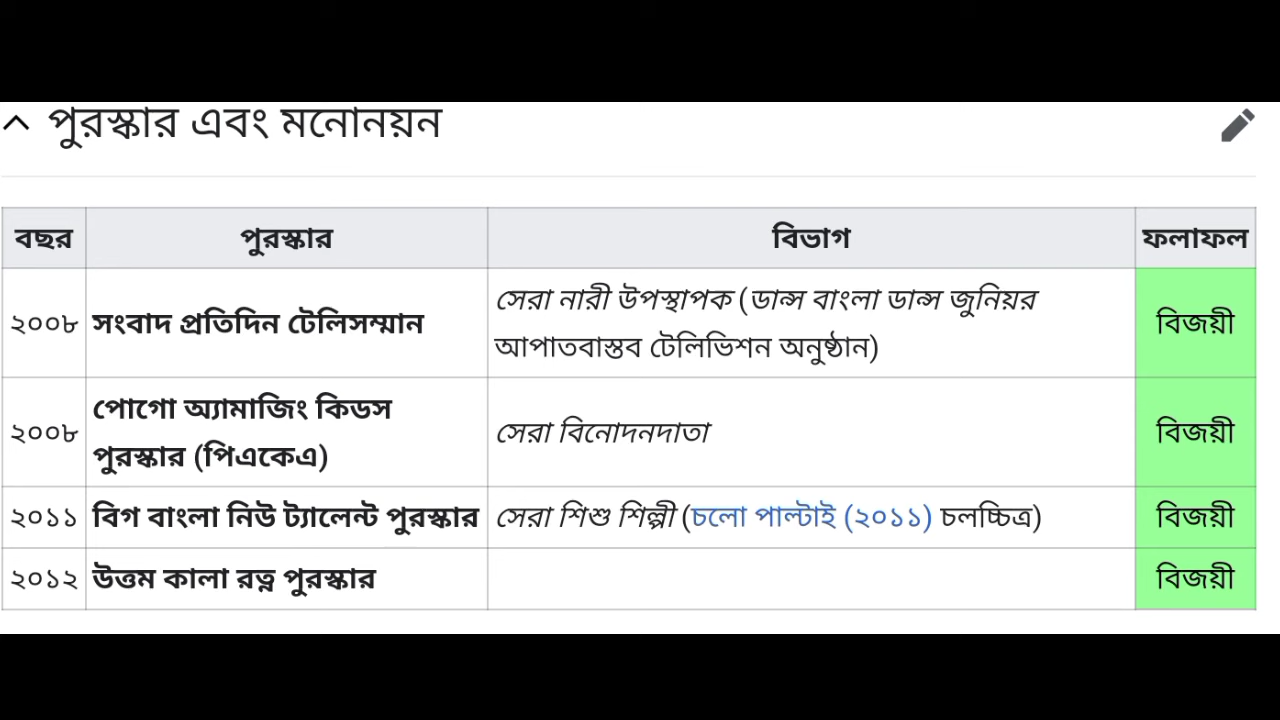 পুরস্কার এবং মনোনয়ন
বছর পুরস্কার বিভাগ ফলাফল
২০০৮ সংবাদ প্রতিদিন টেলিসম্মান সেরা নারী উপস্থাপক (ডান্স বাংলা ডান্স জুনিয়র
আপাতবাস্তব টেলিভিশন অনুষ্ঠান) বিজয়ী
২০০৮ পোগো অ্যামাজিং কিডস
পুরস্কার (পিএকেএ) সেরা বিনোদনদাতা বিজয়ী
২০১১ বিগ বাংলা নিউ ট্যালেন্ট পুরস্কার সেরা শিশু শিল্পী (চলো পাল্টাই (২০১১) চলচ্চিত্র) বিজয়ী
২০১২ উত্তম কালা রত্ন পুরস্কার বিজয়ী